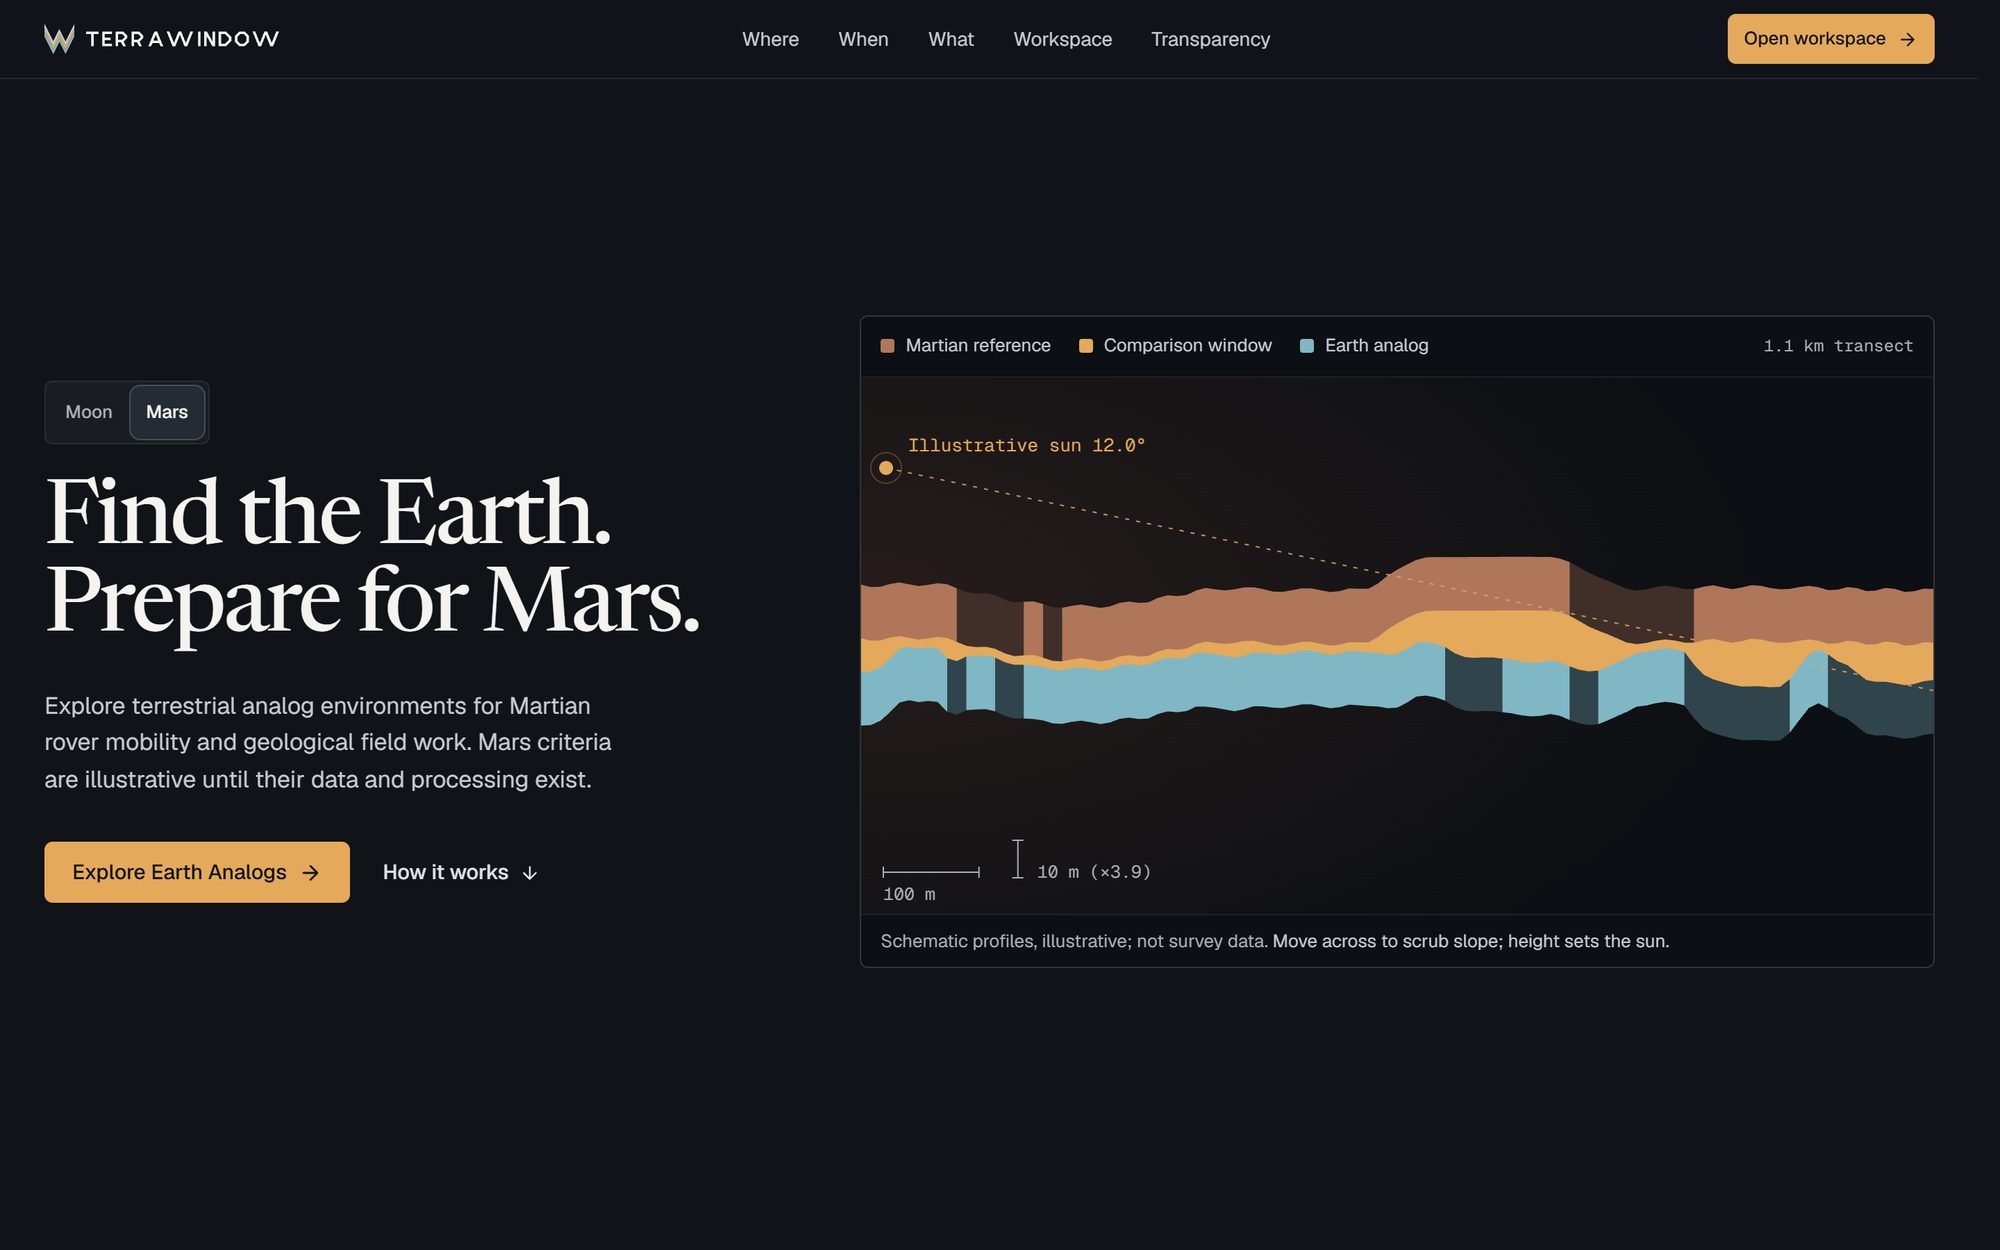 TERRAWINDOW
Where
When
What
Workspace
Transparency
Open workspace →
Moon
Mars
Find the Earth.
Prepare for Mars.
Explore terrestrial analog environments for Martian
rover mobility and geological field work. Mars criteria
are illustrative until their data and processing exist.
Explore Earth Analogs →
How it works ↓
Martian reference
Comparison window
Earth analog
1.1 km transect
Illustrative sun 12.0°
10 m (×3.9)
100 m
Schematic profiles, illustrative; not survey data. Move across to scrub slope; height sets the sun.